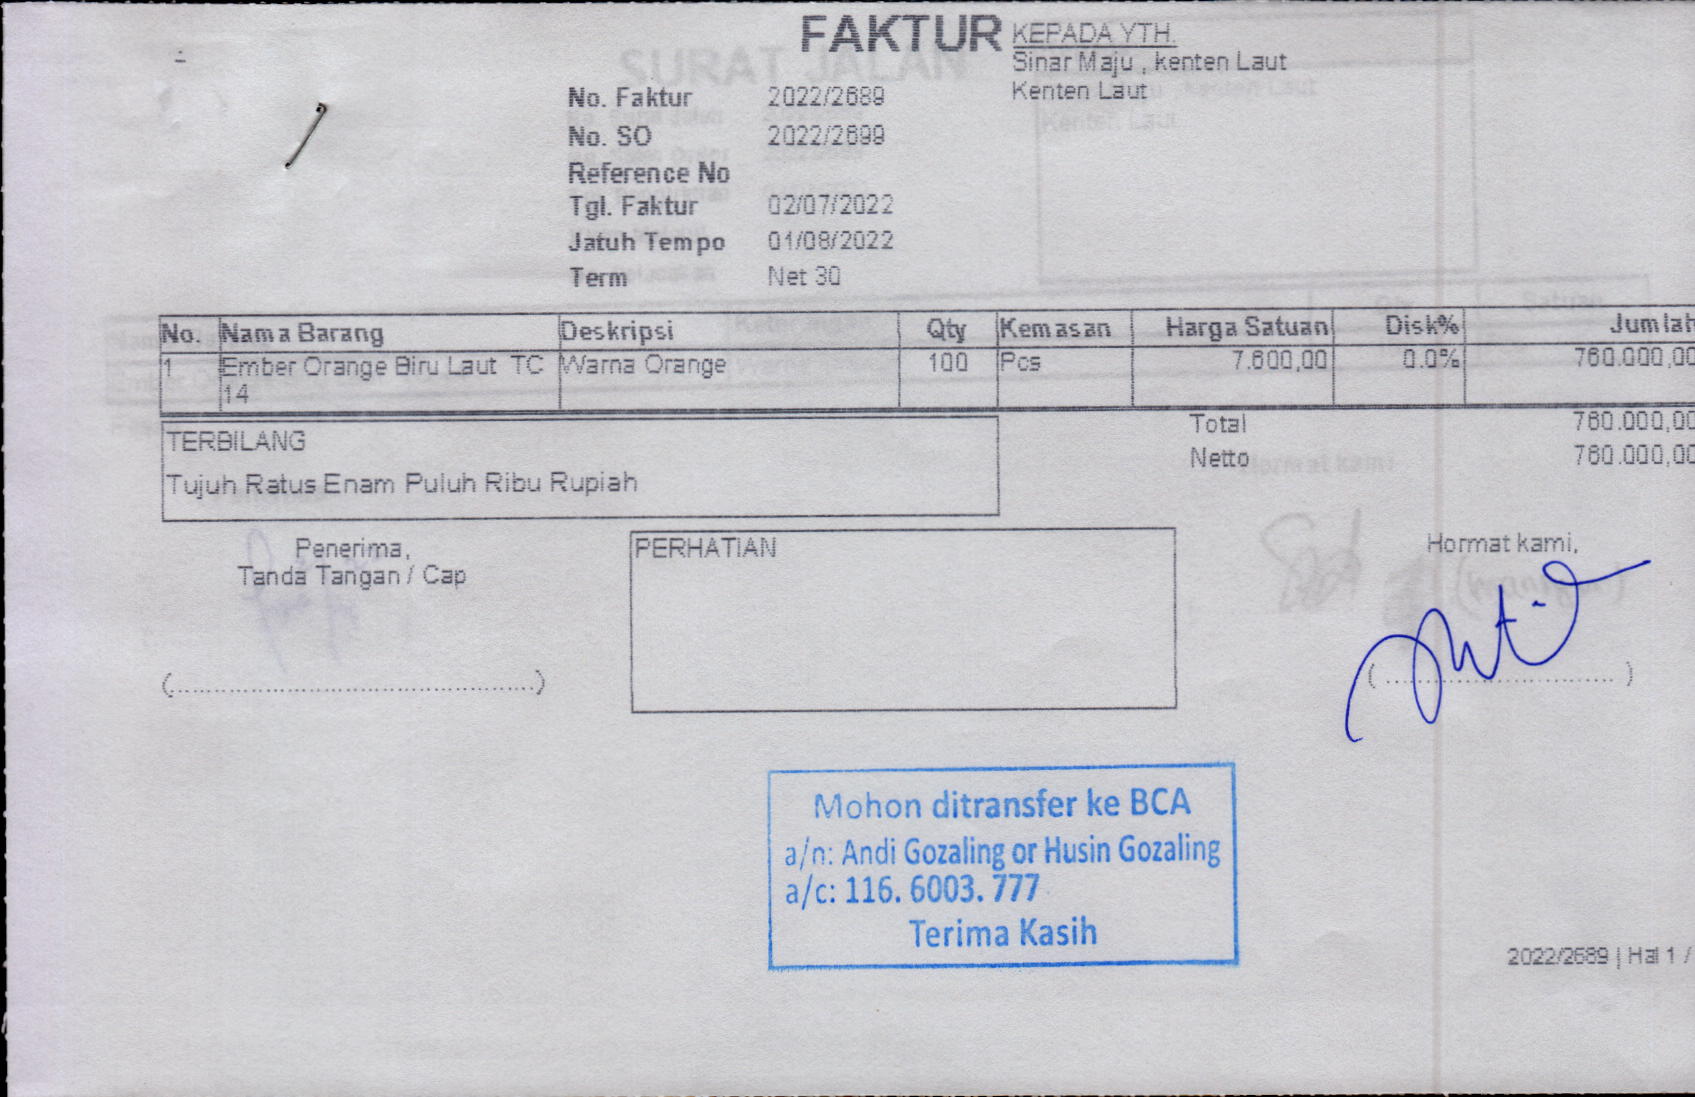 FAKTUR
KEPADA YTH.
Sinar Maju , kenten Laut
Kenten Laut
No. Faktur 2022/2689
No. SO 2022/2699
Reference No
Tgl. Faktur 02/07/2022
Jatuh Tempo 01/08/2022
Term Net 30
No. Nama Barang Deskripsi Qty Kemasan Harga Satuan Disk% Jumlah
1 Ember Orange Biru Laut TC Warna Orange 100 Pcs 7.600,00 0.0% 760.000,00
14
Total 760.000,00
Netto 760.000,00
TERBILANG
Tujuh Ratus Enam Puluh Ribu Rupiah
Penerima,
Tanda Tangan / Cap
(................................................)
PERHATIAN
Hormat kami,
( ............................... )
Mohon ditransfer ke BCA
a/n: Andi Gozaling or Husin Gozaling
a/c: 116. 6003. 777
Terima Kasih
2022/2689 | Hal 1 /